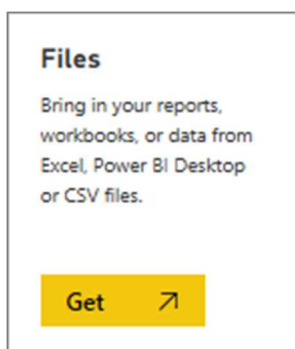 Files
Bring in your reports,
workbooks, or data from
Excel, Power BI Desktop
or CSV files.
Get